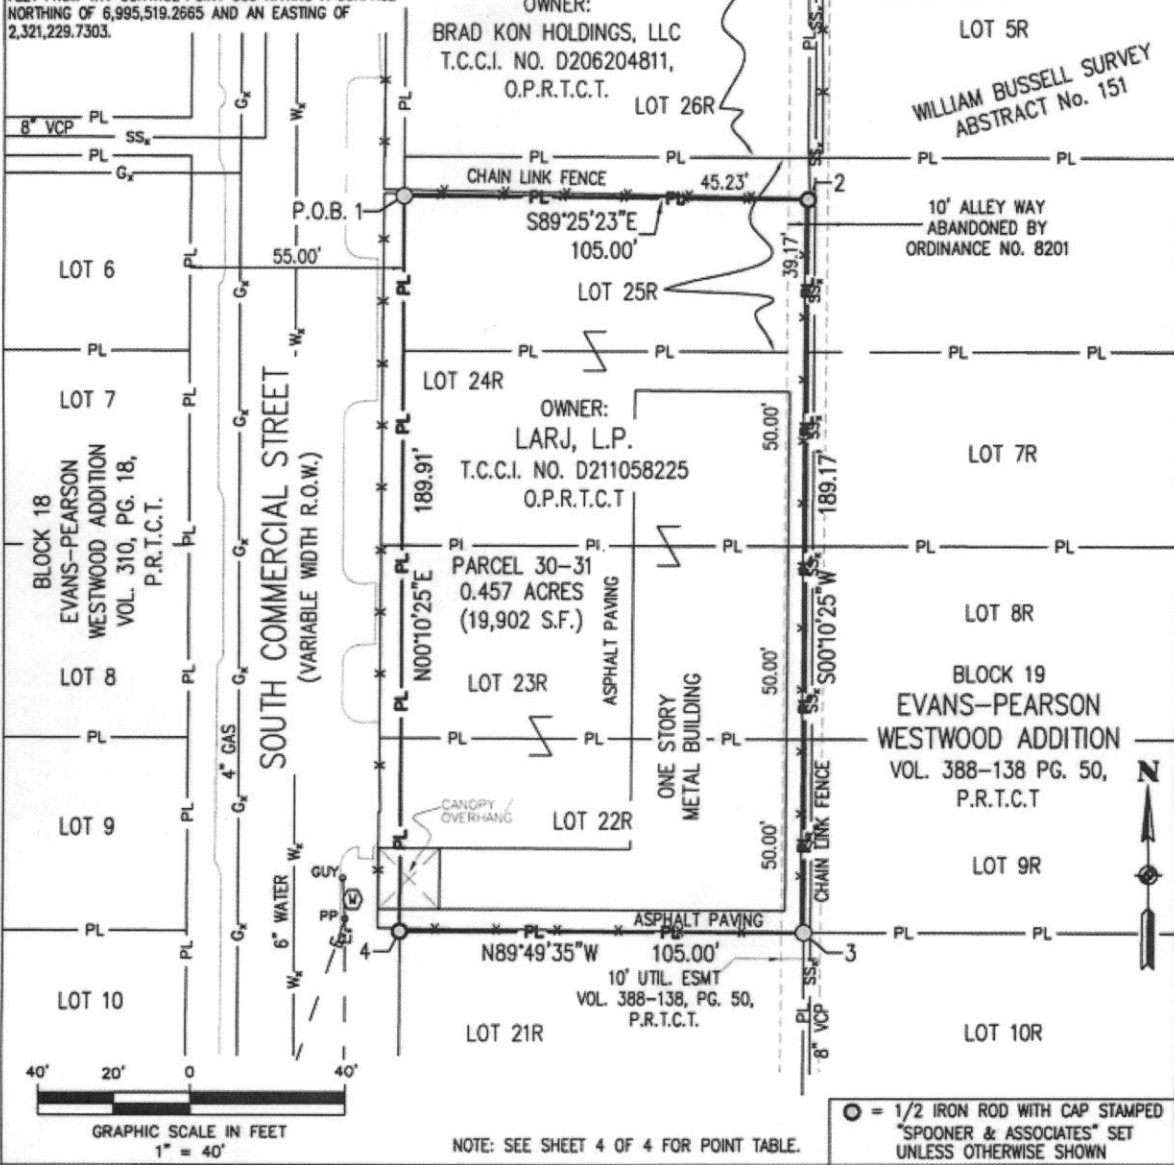 NORTHING OF 6,995,519.2665 AND AN EASTING OF
2,321,229.7303.
OWNER:
BRAD KON HOLDINGS, LLC
T.C.C.I. NO. D206204811,
O.P.R.T.C.T.
LOT 26R
LOT 5R
WILLIAM BUSSELL SURVEY
ABSTRACT No. 151
8" VCP
CHAIN LINK FENCE
45.23'
2
P.O.B. 1
S89°25'23"E
105.00'
10' ALLEY WAY
ABANDONED BY
ORDINANCE NO. 8201
39.17'
55.00'
LOT 6
LOT 25R
LOT 24R
LOT 7
OWNER:
LARJ, L.P.
T.C.C.I. NO. D211058225
O.P.R.T.C.T
50.00'
LOT 7R
189.91'
N00°10'25"E
189.17'
S00°10'25"W
BLOCK 18
EVANS-PEARSON
WESTWOOD ADDITION
VOL. 310, PG. 18,
P.R.T.C.T.
SOUTH COMMERCIAL STREET
(VARIABLE WIDTH R.O.W.)
PARCEL 30-31
0.457 ACRES
(19,902 S.F.)
ASPHALT PAVING
LOT 8R
LOT 8
LOT 23R
50.00'
BLOCK 19
EVANS-PEARSON
WESTWOOD ADDITION
VOL. 388-138 PG. 50,
P.R.T.C.T
N
4" GAS
ONE STORY
METAL BUILDING
CHAIN LINK FENCE
CANOPY
OVERHANG
LOT 9
LOT 22R
50.00'
LOT 9R
GUY
PP
6" WATER
ASPHALT PAVING
4
N89°49'35"W
105.00'
3
10' UTIL. ESMT
VOL. 388-138, PG. 50,
P.R.T.C.T.
LOT 10
LOT 21R
8" VCP
LOT 10R
40' 20' 0 40'
GRAPHIC SCALE IN FEET
1" = 40'
NOTE: SEE SHEET 4 OF 4 FOR POINT TABLE.
= 1/2 IRON ROD WITH CAP STAMPED
"SPOONER & ASSOCIATES" SET
UNLESS OTHERWISE SHOWN